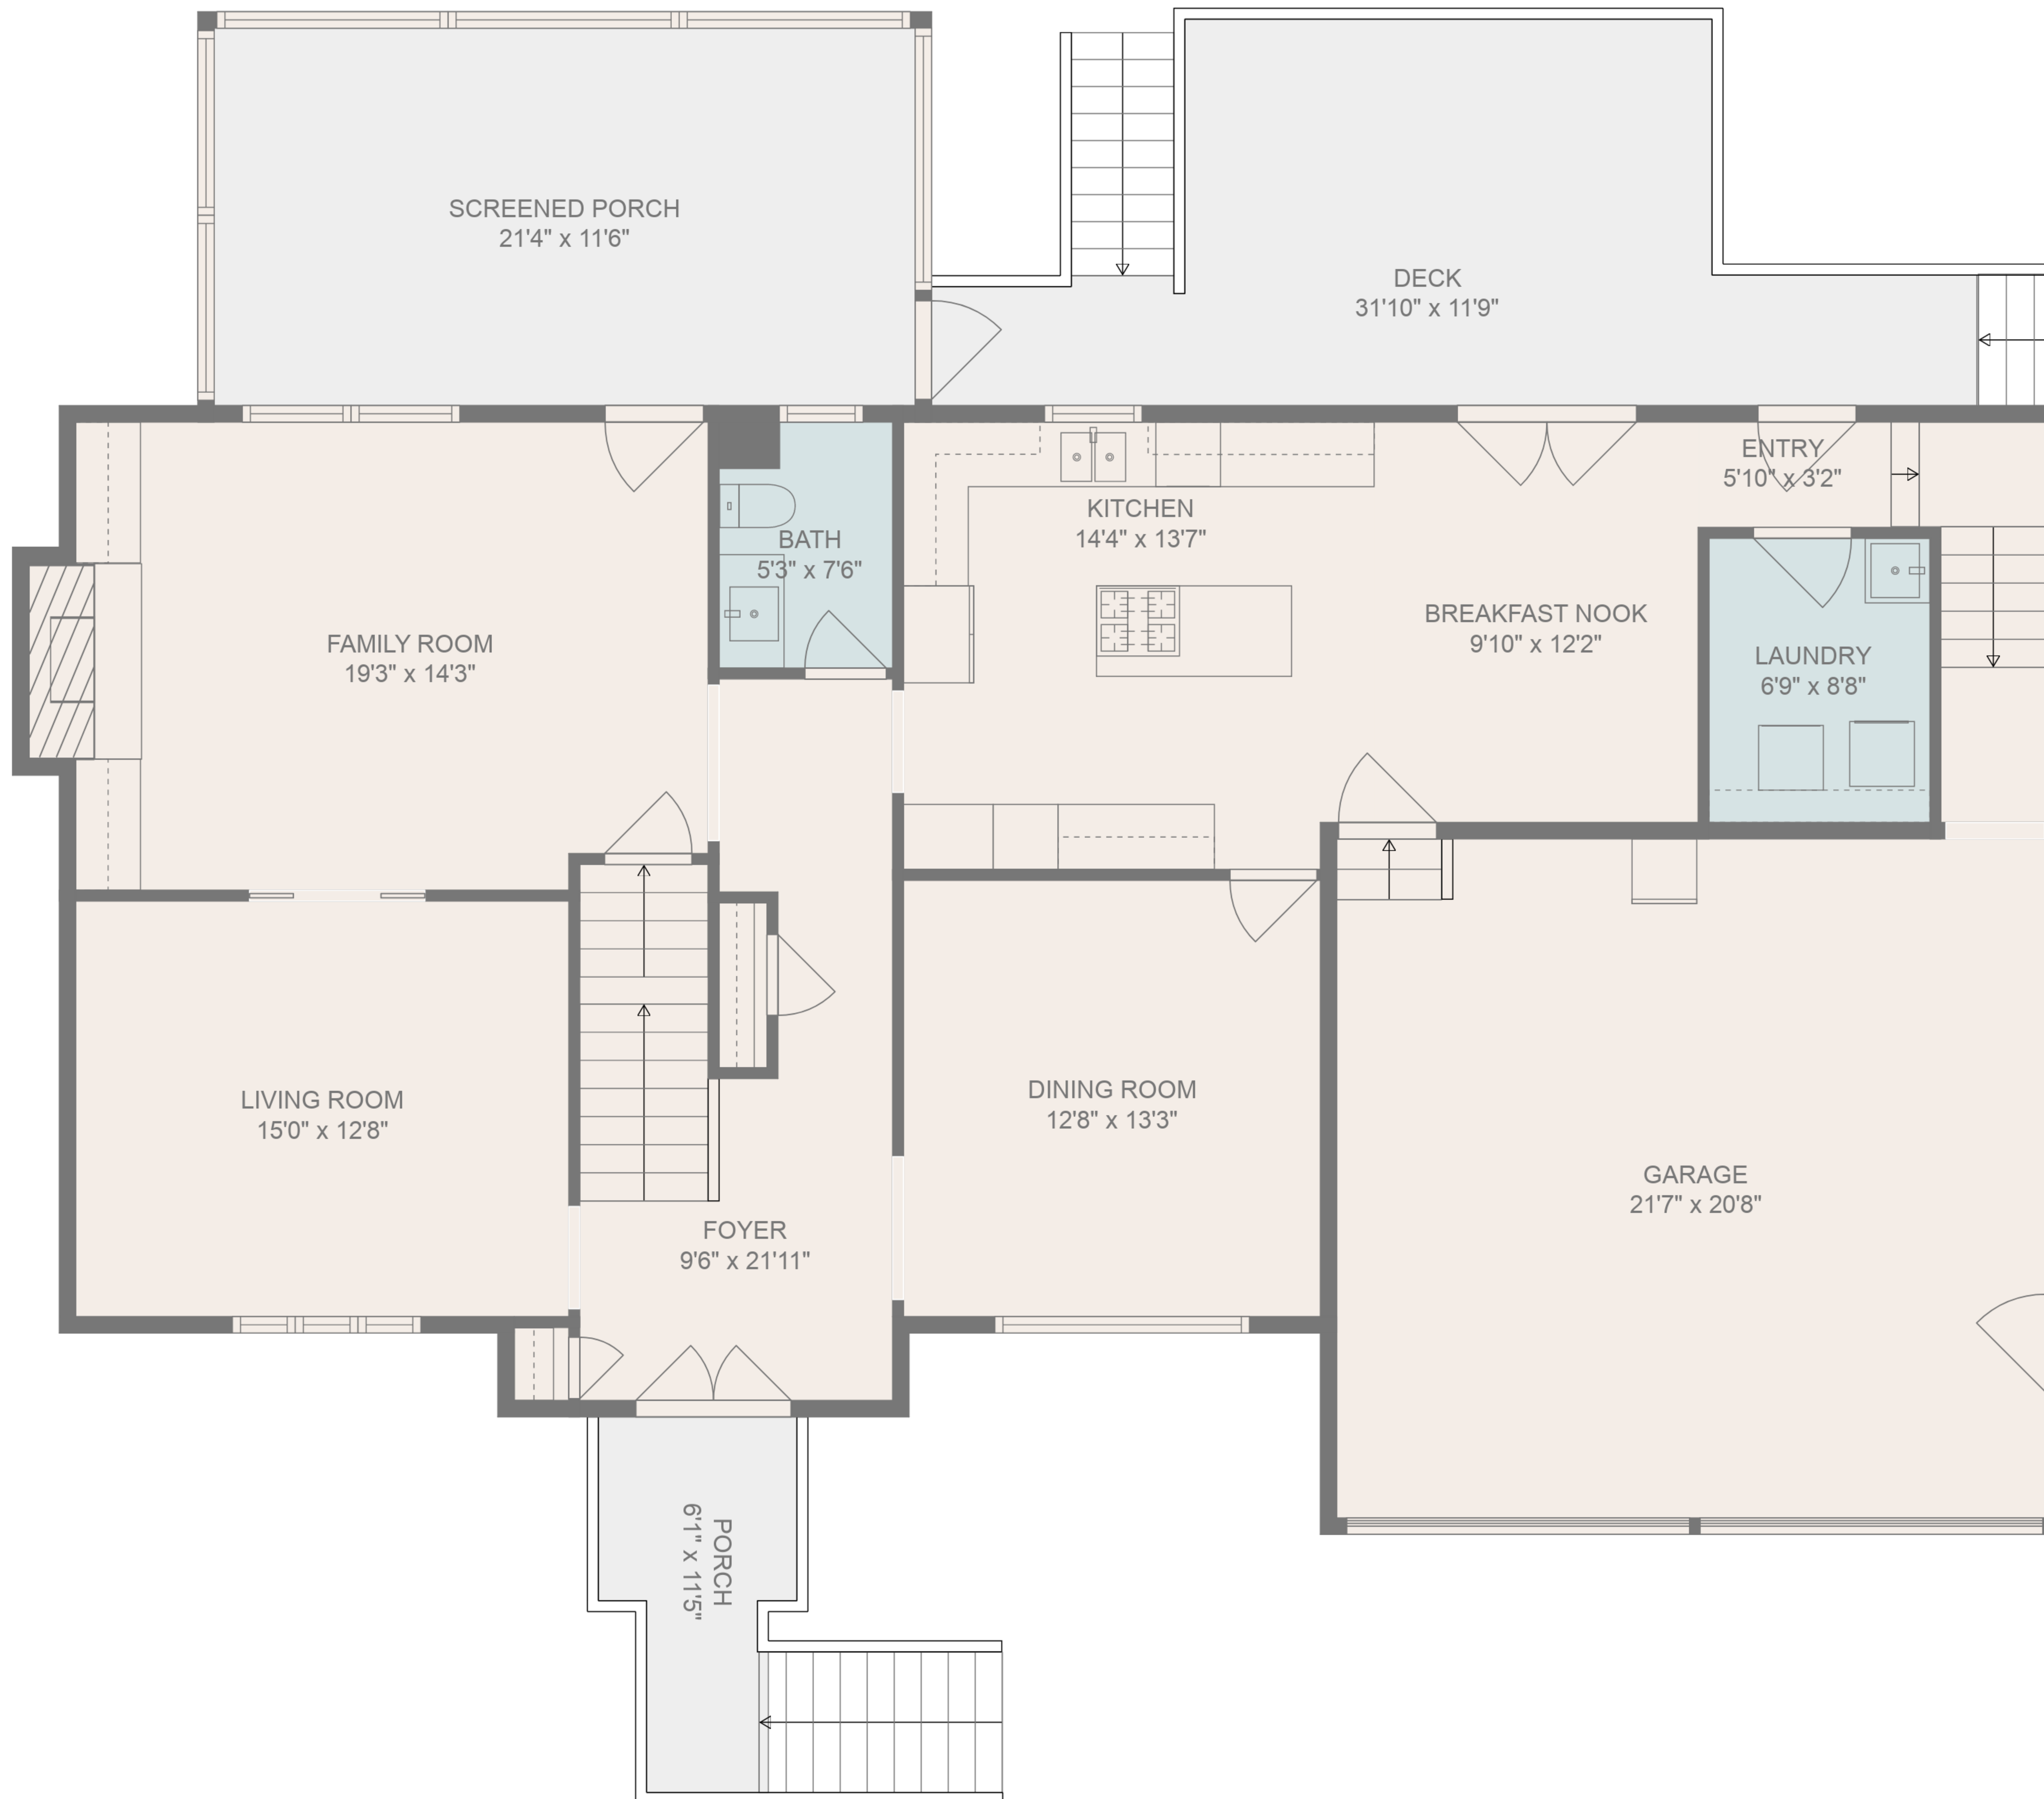 SCREENED PORCH
21'4" x 11'6"
DECK
31'10" x 11'9"
ENTRY
5'10" x 3'2"
KITCHEN
14'4" x 13'7"
BATH
5'3" x 7'6"
BREAKFAST NOOK
9'10" x 12'2"
FAMILY ROOM
19'3" x 14'3"
LAUNDRY
6'9" x 8'8"
LIVING ROOM
15'0" x 12'8"
DINING ROOM
12'8" x 13'3"
GARAGE
21'7" x 20'8"
FOYER
9'6" x 21'11"
PORCH
6'1" x 11'5"